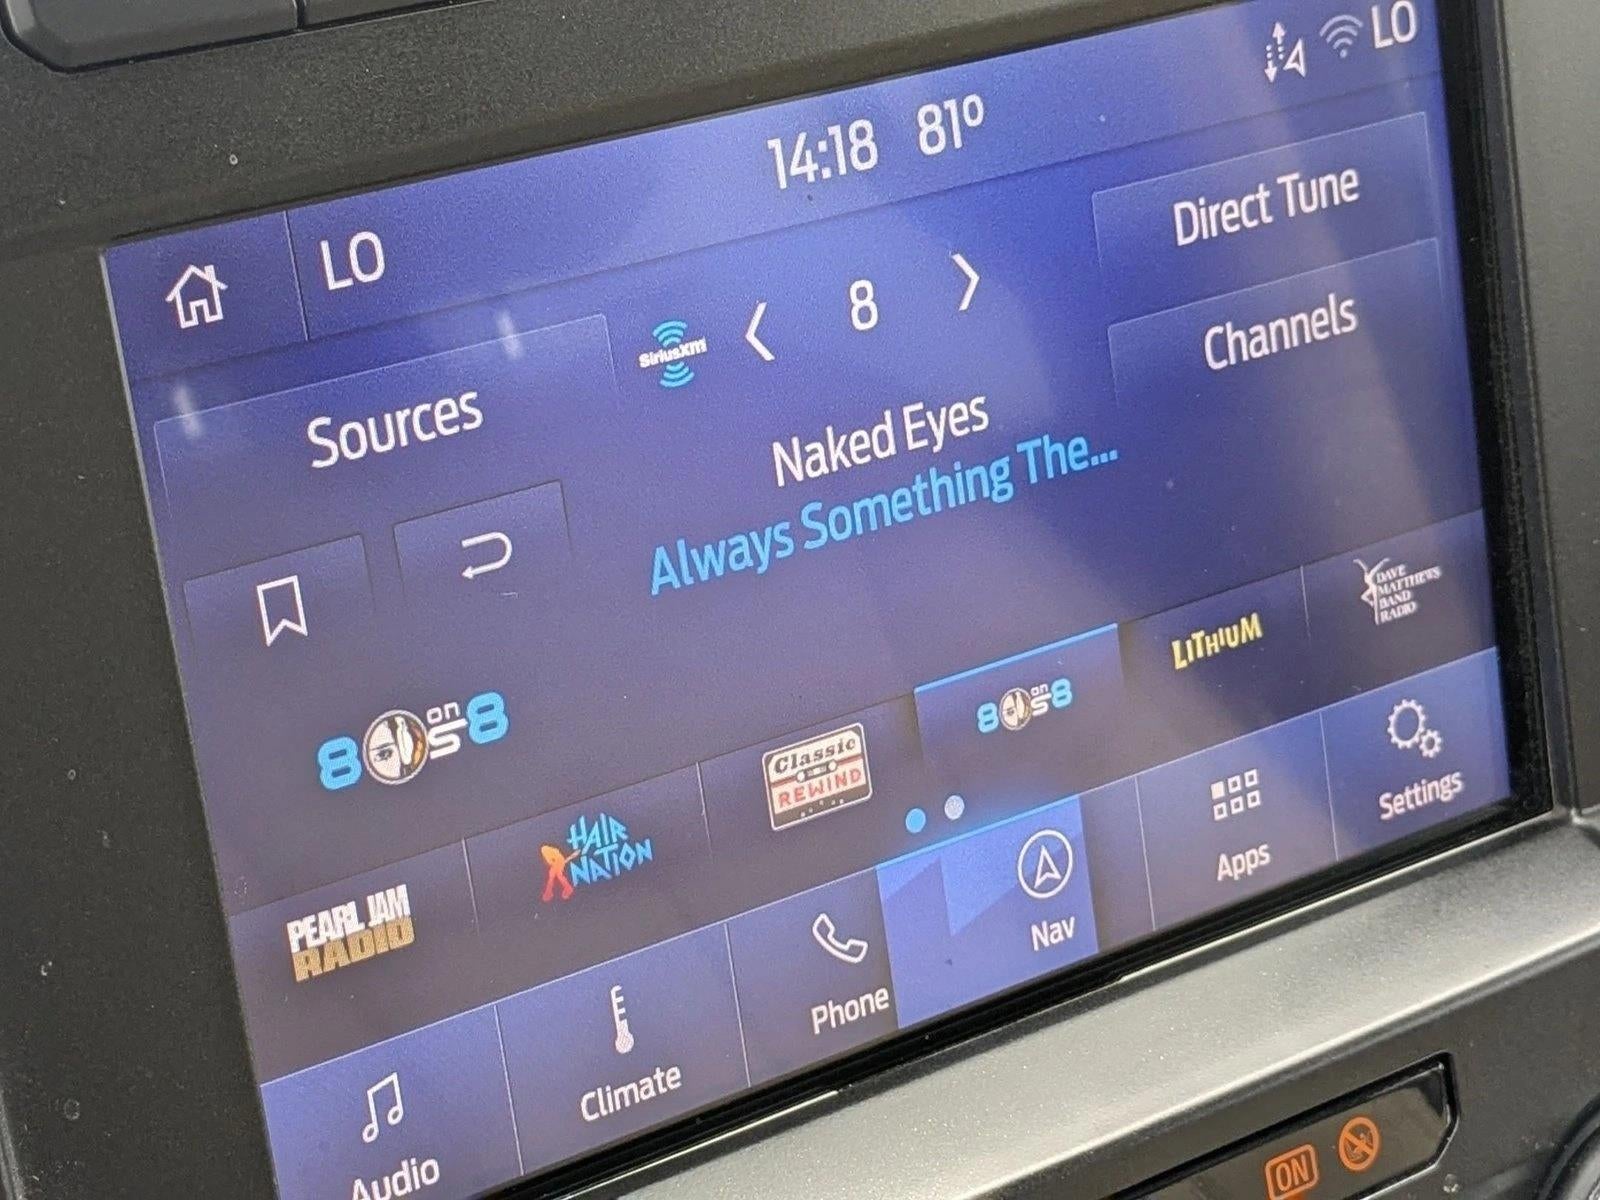 LO
14:18 81°
LO
Sources
SiriusXM
8
Direct Tune
Channels
Naked Eyes
Always Something The...
80s on 8
PEARL JAM
RADIO
HAIR
NATION
Classic
REWIND
80s on 8
LITHIUM
DAVE
MATTHEWS
BAND
RADIO
Audio
Climate
Phone
Nav
Apps
Settings
ON